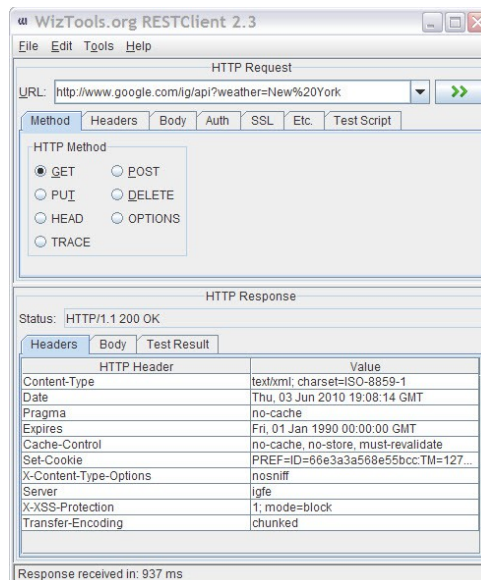 WizTools.org RESTClient 2.3
File Edit Tools Help
HTTP Request
URL: http://www.google.com/ig/api?weather=New%20York
Method Headers Body Auth SSL Etc. Test Script
HTTP Method
GET POST
PUT DELETE
HEAD OPTIONS
TRACE
HTTP Response
Status: HTTP/1.1 200 OK
Headers Body Test Result
HTTP Header Value
Content-Type text/xml; charset=ISO-8859-1
Date Thu, 03 Jun 2010 19:08:14 GMT
Pragma no-cache
Expires Fri, 01 Jan 1990 00:00:00 GMT
Cache-Control no-cache, no-store, must-revalidate
Set-Cookie PREF=ID=66e3a3a568e55bcc:TM=127...
X-Content-Type-Options nosniff
Server igfe
X-XSS-Protection 1; mode=block
Transfer-Encoding chunked
Response received in: 937 ms